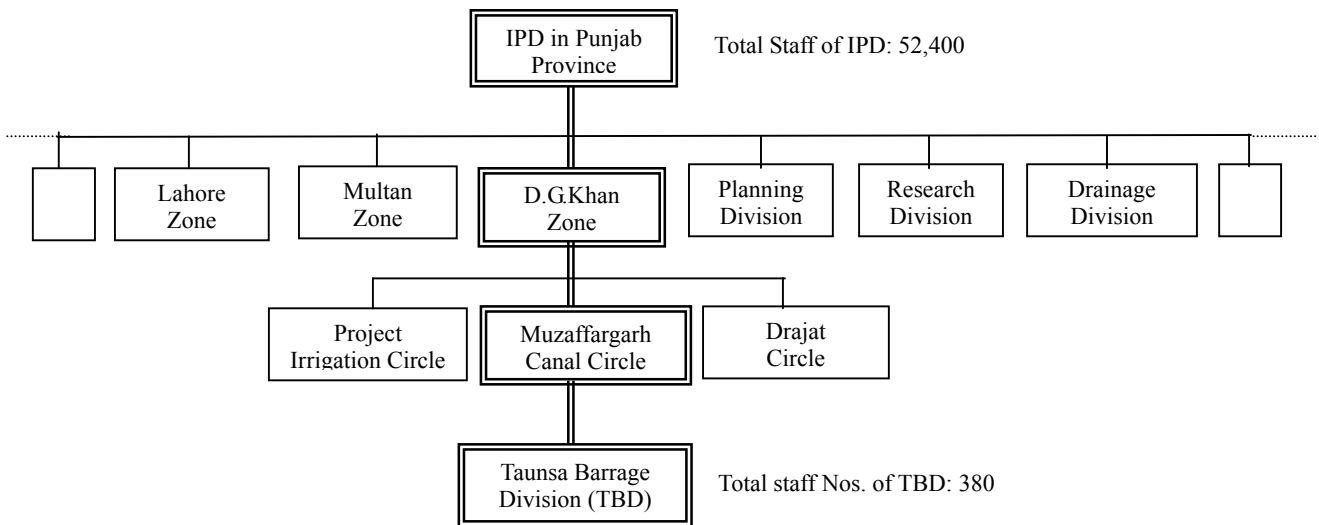 IPD in Punjab
Province
Total Staff of IPD: 52,400
Lahore
Zone
Multan
Zone
D.G.Khan
Zone
Planning
Division
Research
Division
Drainage
Division
Project
Irrigation Circle
Muzaffargarh
Canal Circle
Drajat
Circle
Taunsa Barrage
Division (TBD)
Total staff Nos. of TBD: 380